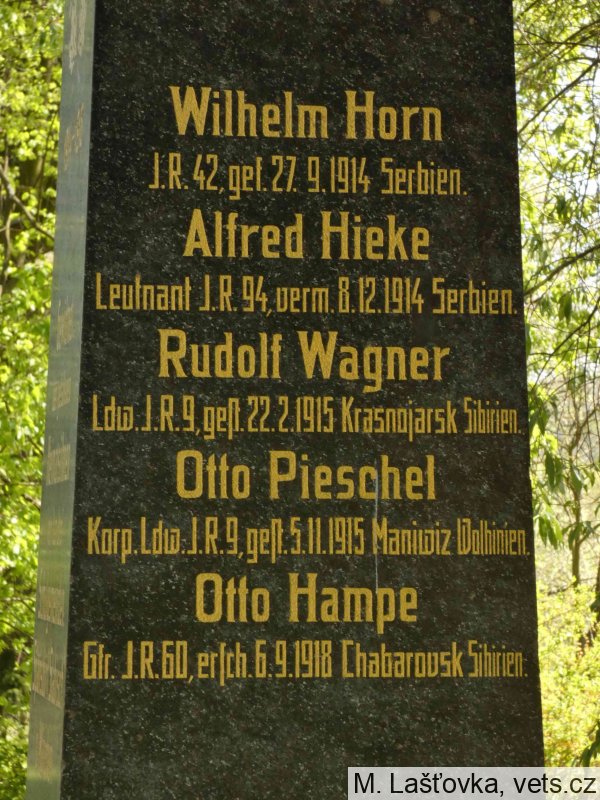 Wilhelm Horn
J.R. 42, gef. 27. 9. 1914 Serbien.
Alfred Hieke
Leutnant J.R. 94, verm. 8.12.1914 Serbien.
Rudolf Wagner
Ldw. J.R. 9, geſt. 22.2.1915 Krasnojarsk Sibirien.
Otto Pieschel
Korp. Ldw. J.R. 9, geſt. 5.11.1915 Maniwiz Wolhinien.
Otto Hampe
Gfr. J.R. 60, erſch. 6.9.1918 Chabarovsk Sibirien.
M. Lašťovka, vets.cz